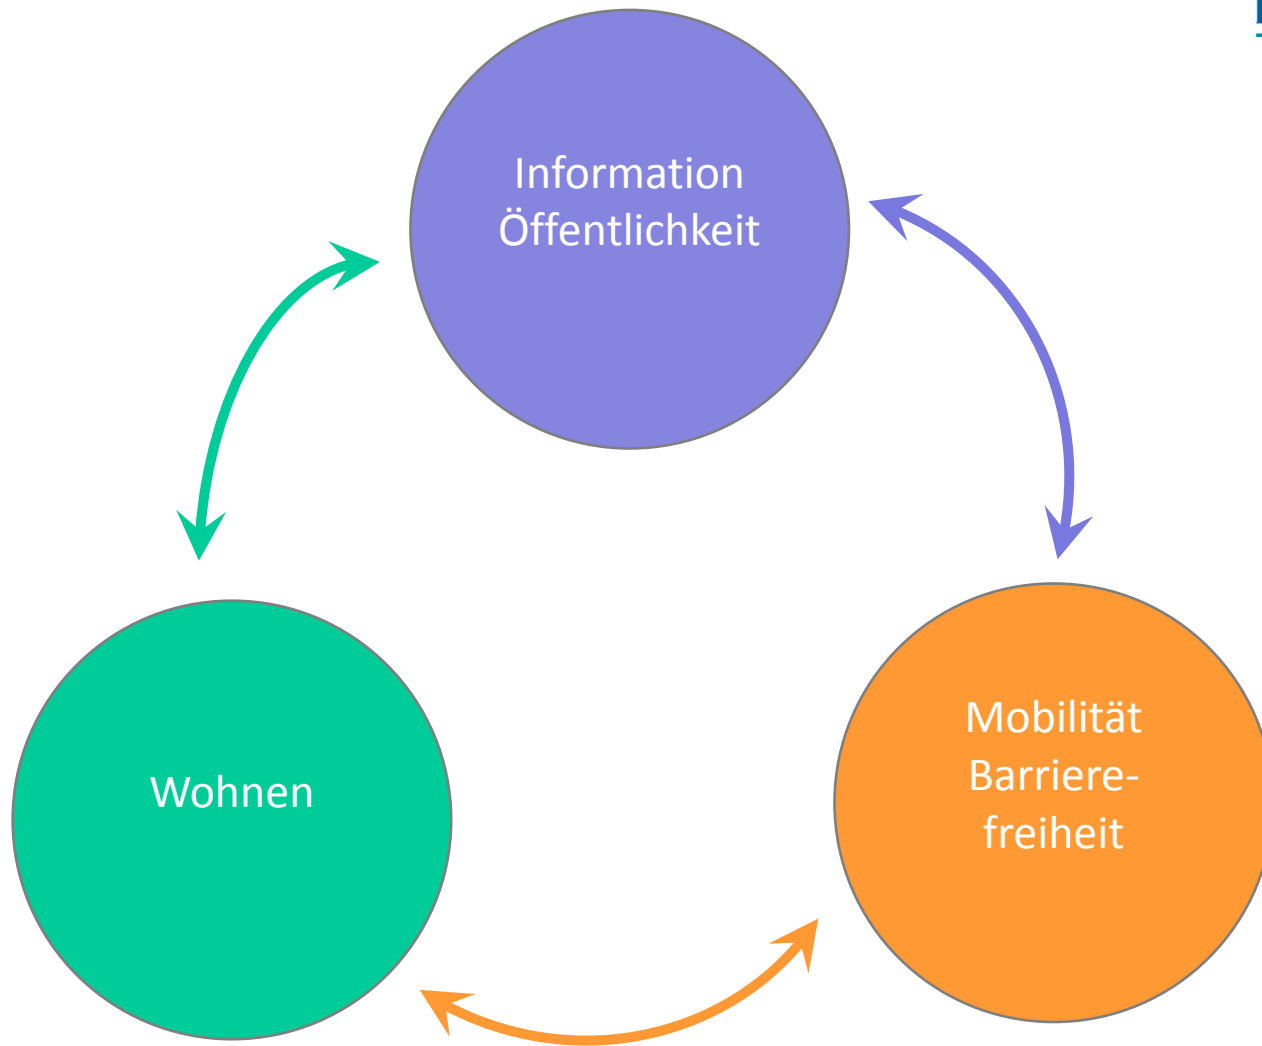 Information
Öffentlichkeit
Wohnen
Mobilität
Barriere-
freiheit